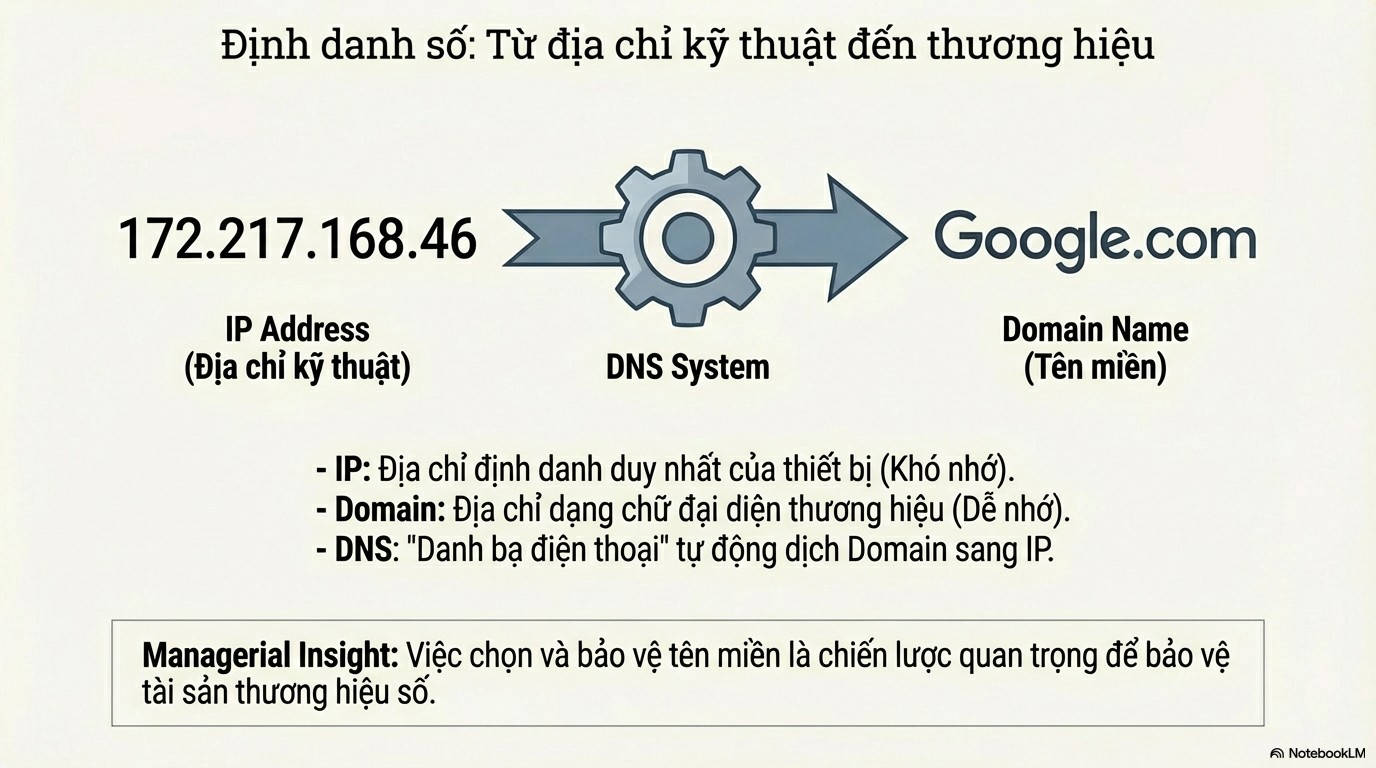 Định danh số: Từ địa chỉ kỹ thuật đến thương hiệu
172.217.168.46
Google.com
IP Address
(Địa chỉ kỹ thuật)
DNS System
Domain Name
(Tên miền)
- IP: Địa chỉ định danh duy nhất của thiết bị (Khó nhớ).
- Domain: Địa chỉ dạng chữ đại diện thương hiệu (Dễ nhớ).
- DNS: "Danh bạ điện thoại" tự động dịch Domain sang IP.
Managerial Insight: Việc chọn và bảo vệ tên miền là chiến lược quan trọng để bảo vệ
tài sản thương hiệu số.
NotebookLM